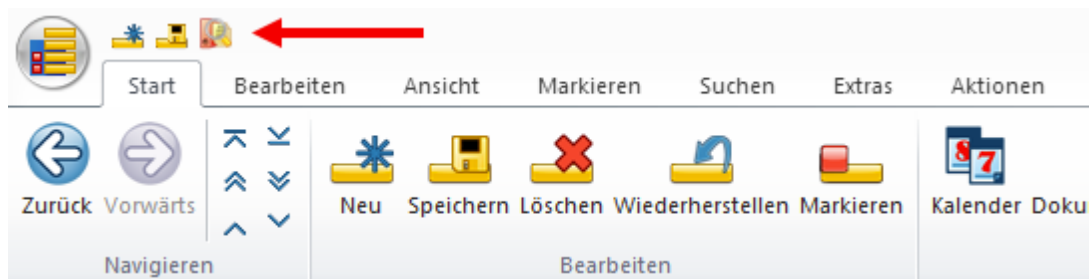 Start Bearbeiten Ansicht Markieren Suchen Extras Aktionen
Zurück Vorwärts Neu Speichern Löschen Wiederherstellen Markieren Kalender Doku
Navigieren Bearbeiten